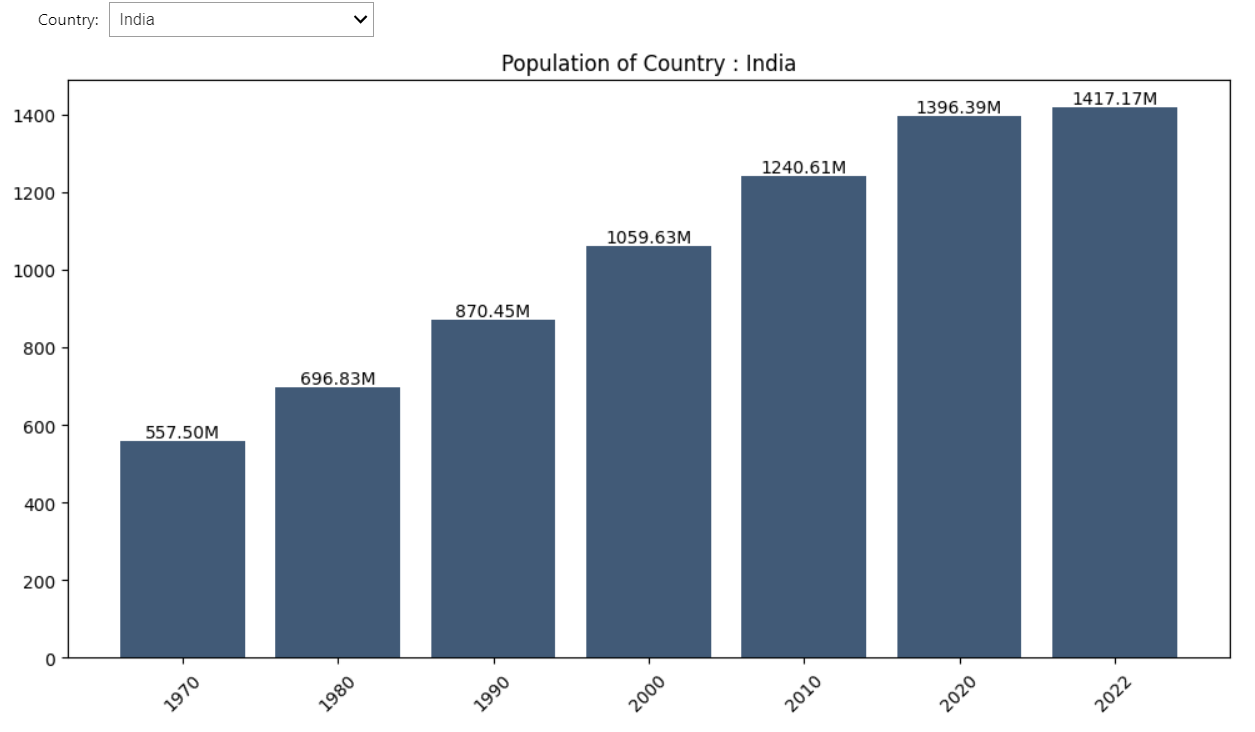 Country: India
Population of Country : India
1400
1200
1000
800
600
400
200
0
557.50M
696.83M
870.45M
1059.63M
1240.61M
1396.39M
1417.17M
1970
1980
1990
2000
2010
2020
2022